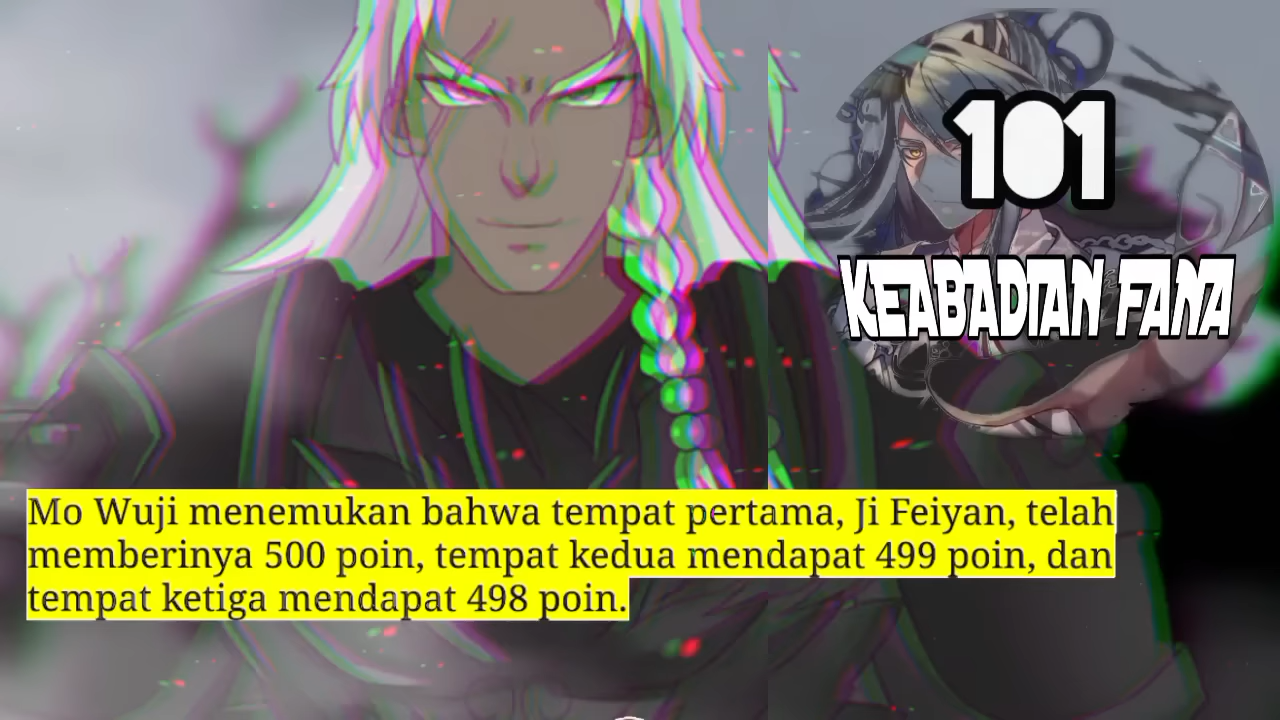 101
KEABADIAN FANA
Mo Wuji menemukan bahwa tempat pertama, Ji Feiyan, telah
memberinya 500 poin, tempat kedua mendapat 499 poin, dan
tempat ketiga mendapat 498 poin.